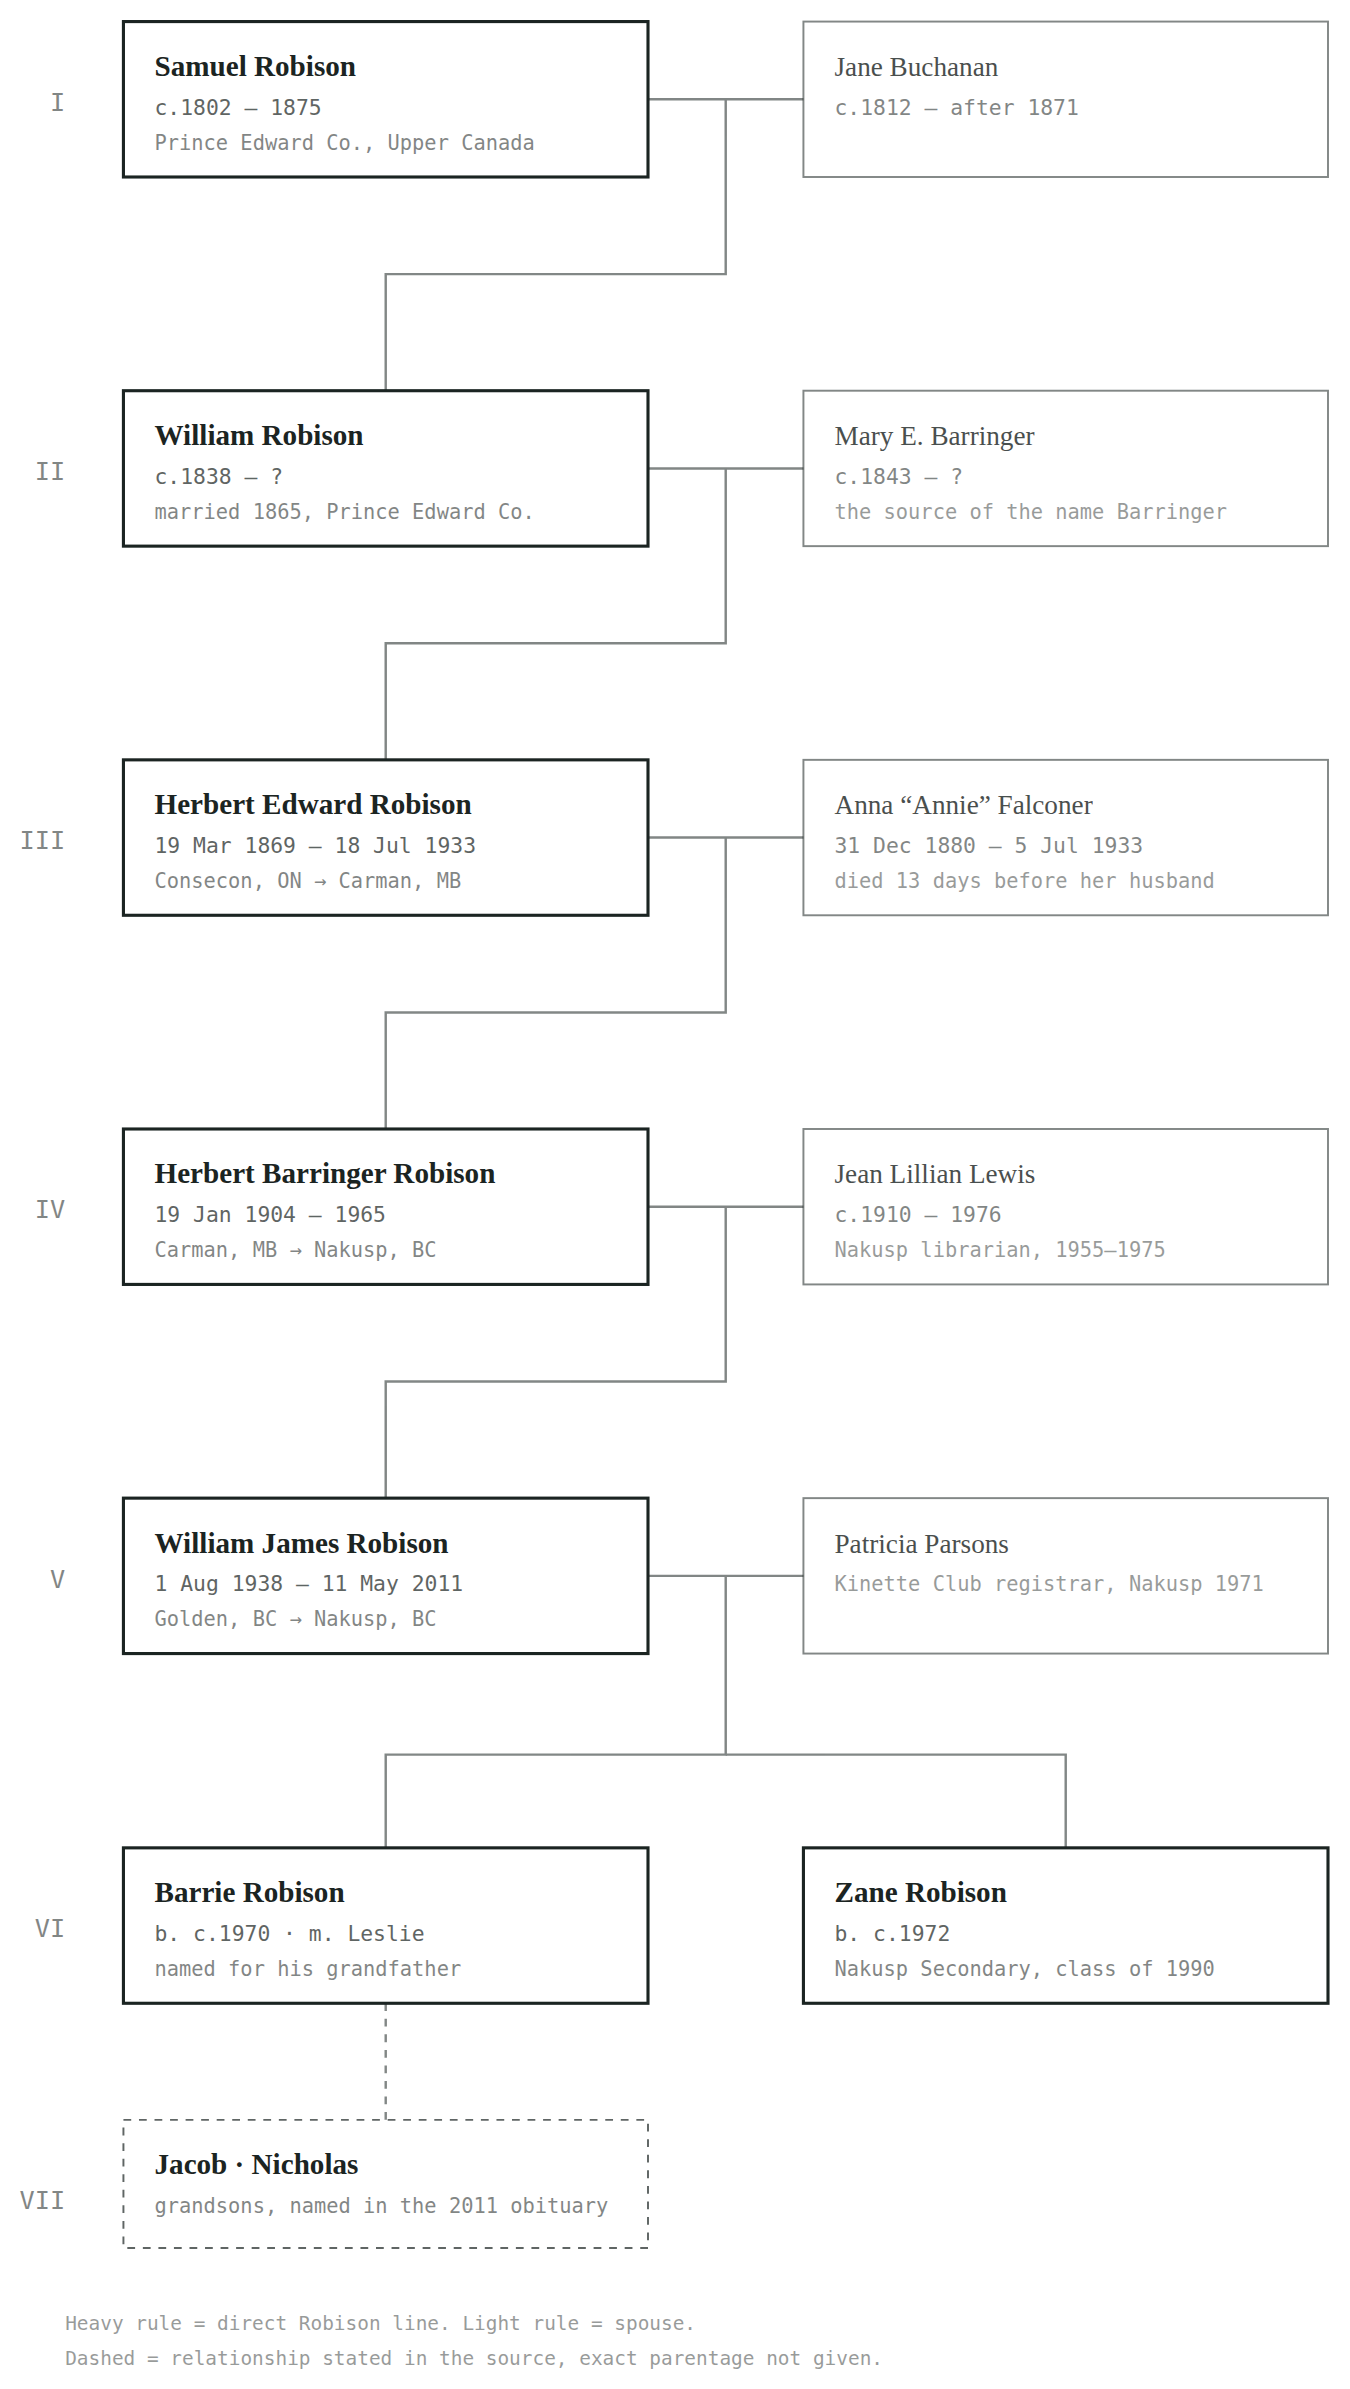 I
Samuel Robison
c.1802 – 1875
Prince Edward Co., Upper Canada
Jane Buchanan
c.1812 – after 1871
II
William Robison
c.1838 – ?
married 1865, Prince Edward Co.
Mary E. Barringer
c.1843 – ?
the source of the name Barringer
III
Herbert Edward Robison
19 Mar 1869 – 18 Jul 1933
Consecon, ON → Carman, MB
Anna “Annie” Falconer
31 Dec 1880 – 5 Jul 1933
died 13 days before her husband
IV
Herbert Barringer Robison
19 Jan 1904 – 1965
Carman, MB → Nakusp, BC
Jean Lillian Lewis
c.1910 – 1976
Nakusp librarian, 1955–1975
V
William James Robison
1 Aug 1938 – 11 May 2011
Golden, BC → Nakusp, BC
Patricia Parsons
Kinette Club registrar, Nakusp 1971
VI
Barrie Robison
b. c.1970 · m. Leslie
named for his grandfather
Zane Robison
b. c.1972
Nakusp Secondary, class of 1990
VII
Jacob · Nicholas
grandsons, named in the 2011 obituary
Heavy rule = direct Robison line. Light rule = spouse.
Dashed = relationship stated in the source, exact parentage not given.